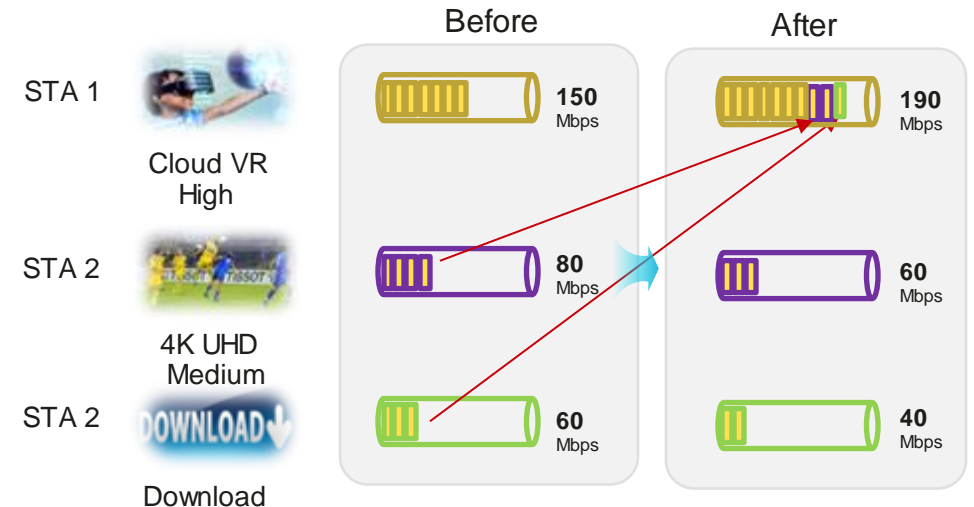 Before
After
STA 1
150
Mbps
190
Mbps
Cloud VR
High
STA 2
TISSOT
80
Mbps
60
Mbps
4K UHD
Medium
STA 2
DOWNLOAD
60
Mbps
40
Mbps
Download